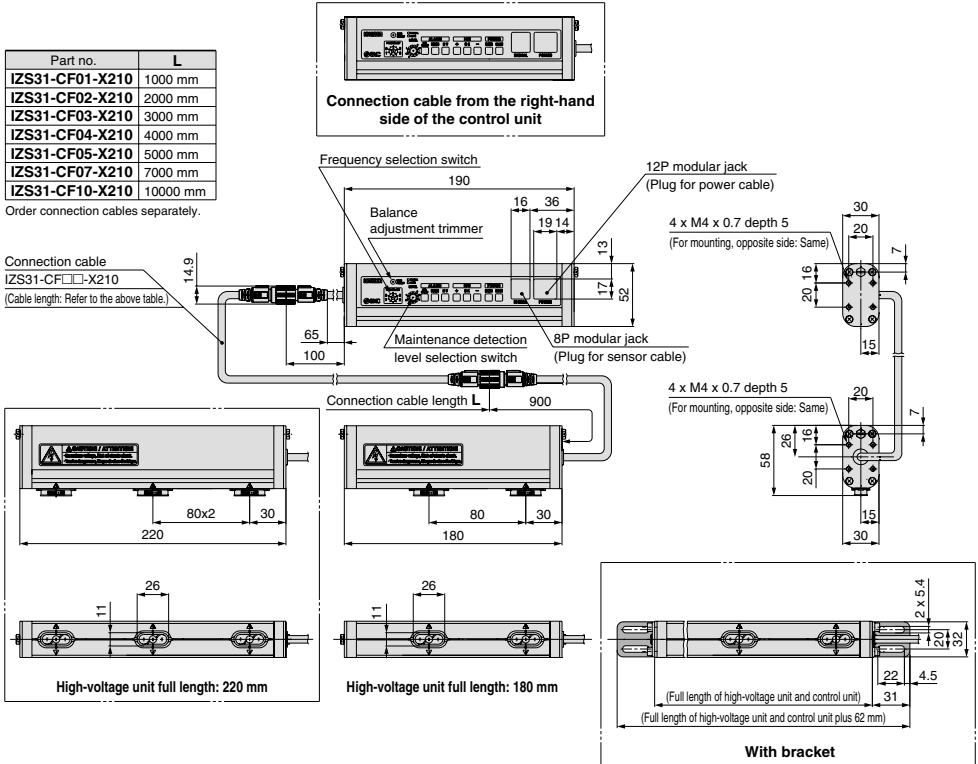 Part no. L
IZS31-CF01-X210 1000 mm
IZS31-CF02-X210 2000 mm
IZS31-CF03-X210 3000 mm
IZS31-CF04-X210 4000 mm
IZS31-CF05-X210 5000 mm
IZS31-CF07-X210 7000 mm
IZS31-CF10-X210 10000 mm
Order connection cables separately.
Connection cable from the right-hand
side of the control unit
Frequency selection switch
190
12P modular jack
(Plug for power cable)
16 36
19 14
Balance
adjustment trimmer
13
17
52
Connection cable
IZS31-CF□□-X210
(Cable length: Refer to the above table.)
14.9
65
100
Maintenance detection
level selection switch
8P modular jack
(Plug for sensor cable)
4 x M4 x 0.7 depth 5
(For mounting, opposite side: Same)
30
20
7
16
20
15
Connection cable length L
900
4 x M4 x 0.7 depth 5
(For mounting, opposite side: Same)
20
7
58
26
16
20
15
30
CAUTION / ATTENTION
80x2 30
220
26
11
High-voltage unit full length: 220 mm
CAUTION / ATTENTION
80 30
180
26
11
High-voltage unit full length: 180 mm
2 x 5.4
20
32
22 4.5
(Full length of high-voltage unit and control unit) 31
(Full length of high-voltage unit and control unit plus 62 mm)
With bracket